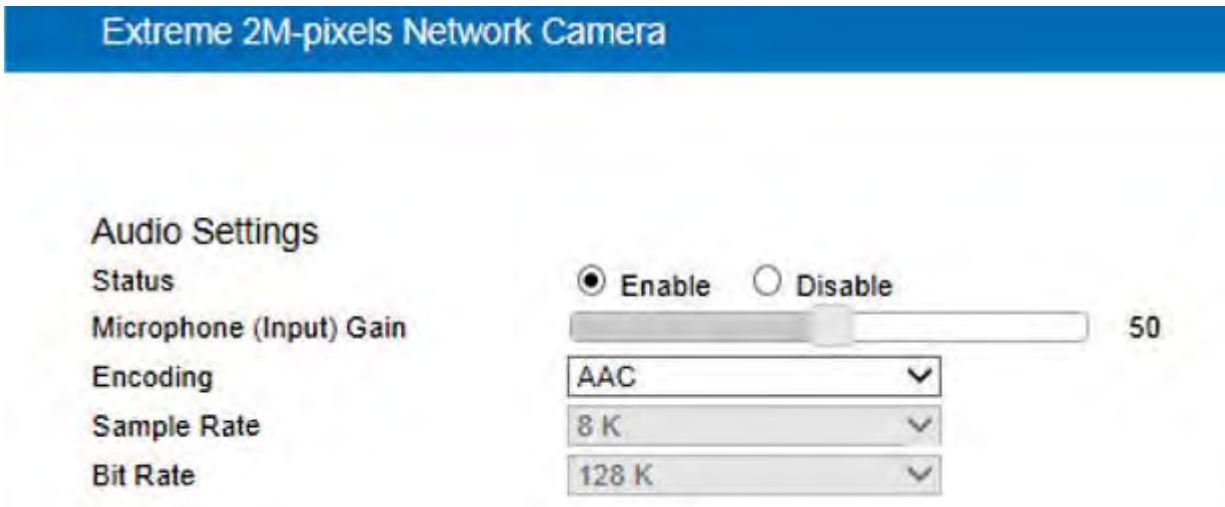 Extreme 2M-pixels Network Camera
Audio Settings
Status Enable Disable
Microphone (Input) Gain 50
Encoding AAC
Sample Rate 8 K
Bit Rate 128 K